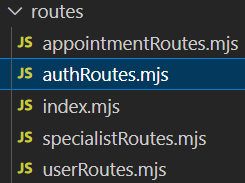 routes
JS appointmentRoutes.mjs
JS authRoutes.mjs
JS index.mjs
JS specialistRoutes.mjs
JS userRoutes.mjs